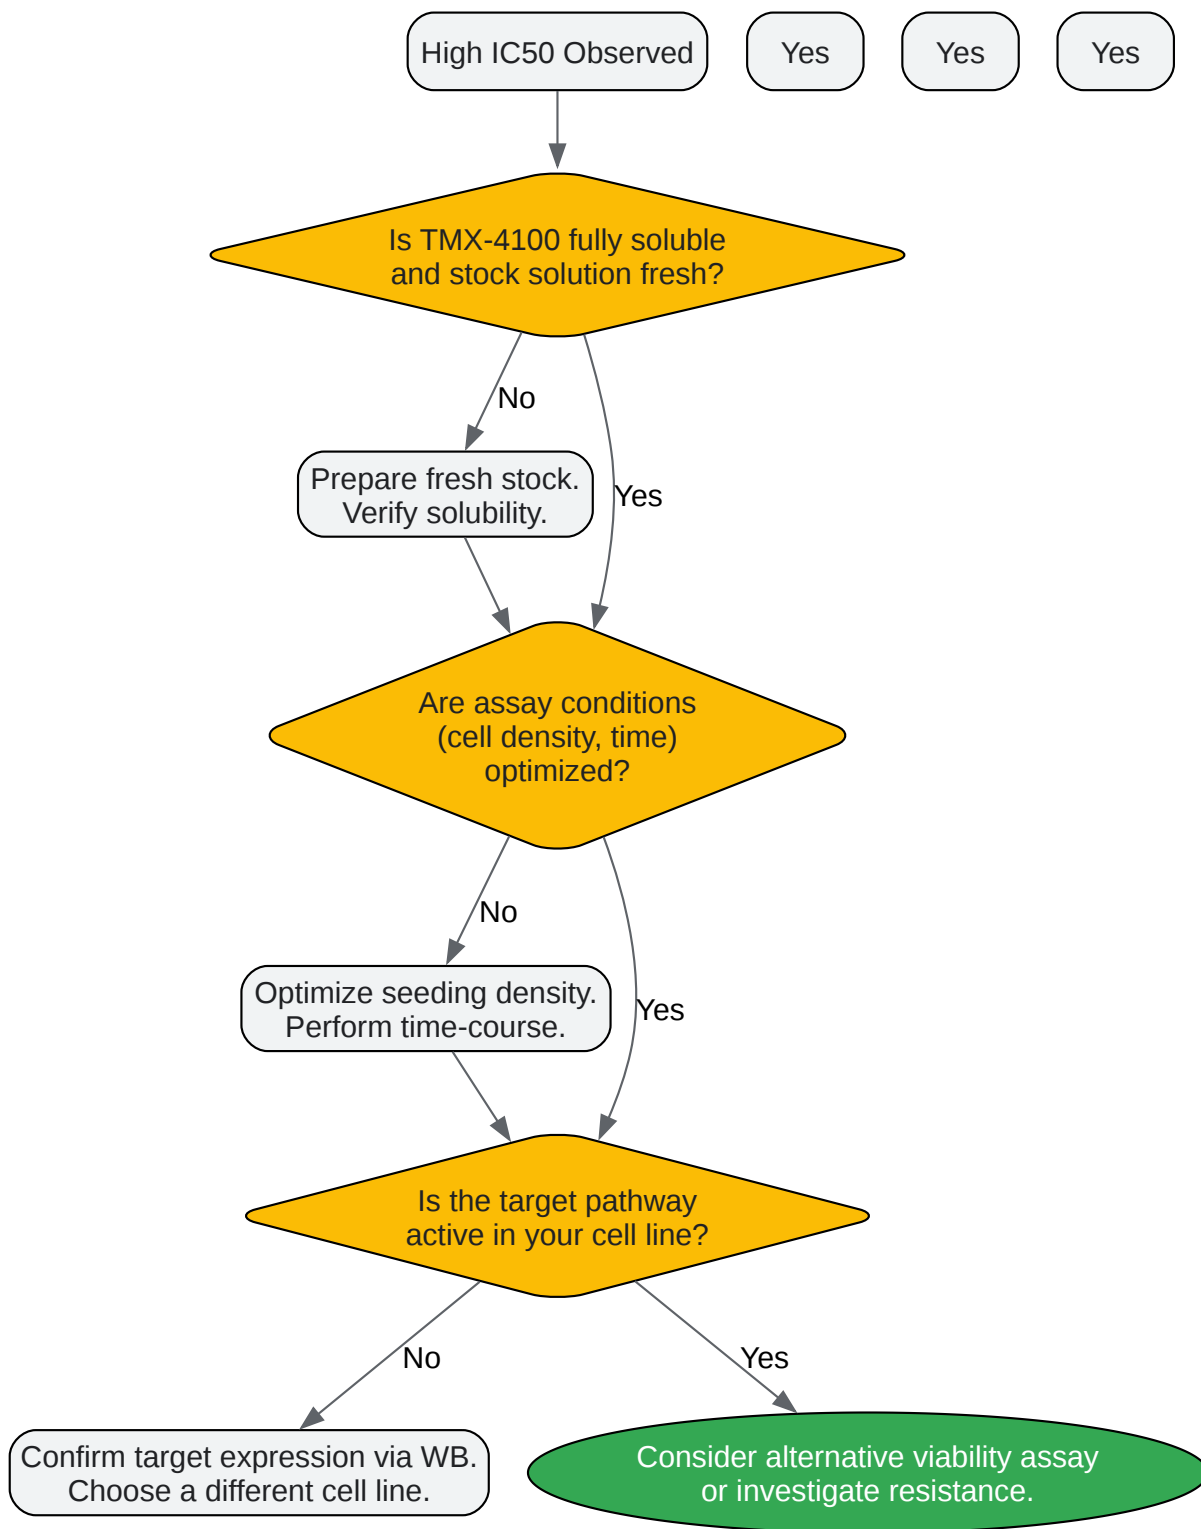 High IC50 Observed
Yes
Yes
Yes
Is TMX-4100 fully soluble
and stock solution fresh?
No
Prepare fresh stock.
Verify solubility.
Yes
Are assay conditions
(cell density, time)
optimized?
No
Optimize seeding density.
Perform time-course.
Yes
Is the target pathway
active in your cell line?
No
Yes
Confirm target expression via WB.
Choose a different cell line.
Consider alternative viability assay
or investigate resistance.